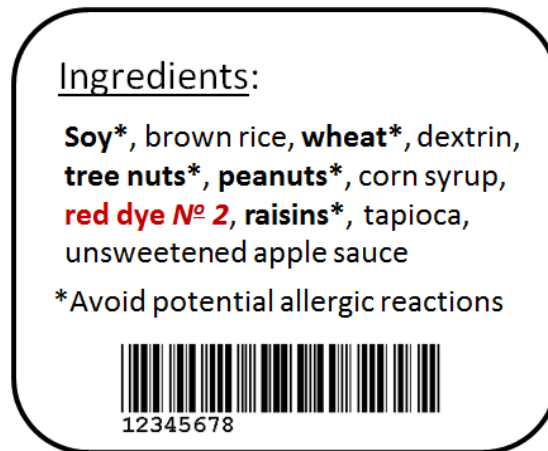 Ingredients:
Soy*, brown rice, wheat*, dextrin,
tree nuts*, peanuts*, corn syrup,
red dye Nº 2, raisins*, tapioca,
unsweetened apple sauce
*Avoid potential allergic reactions
12345678